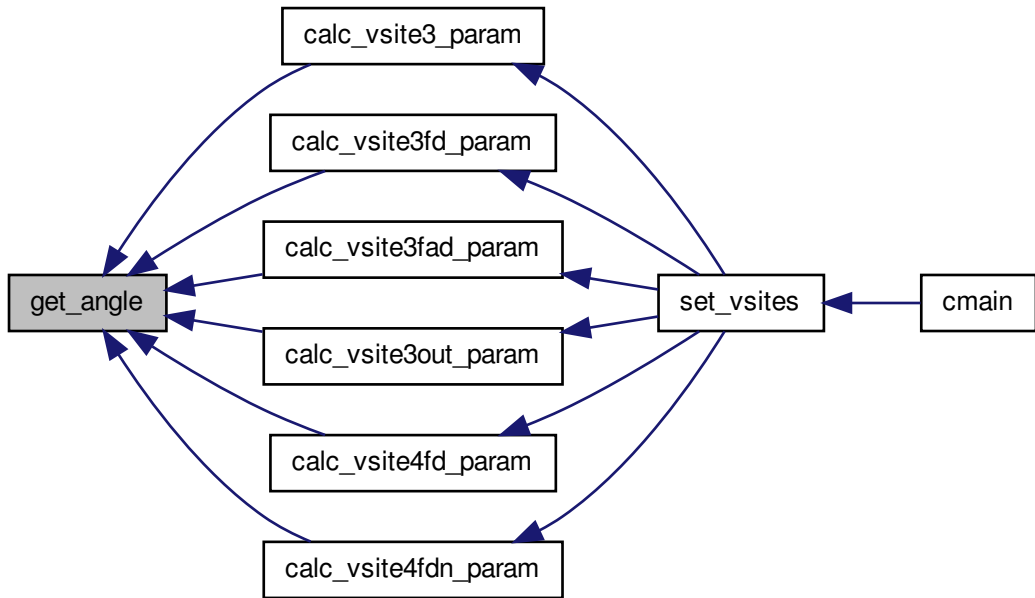 calc_vsite3_param
calc_vsite3fd_param
calc_vsite3fad_param
get_angle
set_vsites
cmain
calc_vsite3out_param
calc_vsite4fd_param
calc_vsite4fdn_param